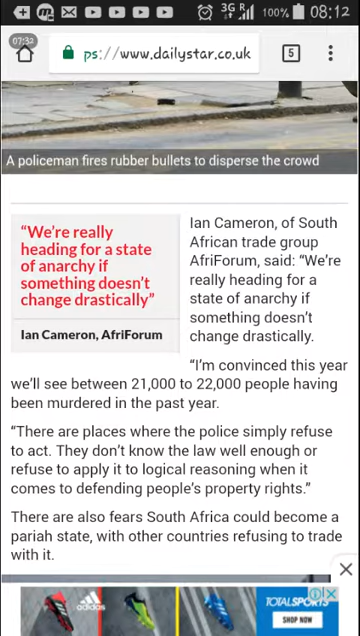 3G R 100% 08:12
07:32
ps://www.dailystar.co.uk 5
A policeman fires rubber bullets to disperse the crowd
“We’re really
heading for a state
of anarchy if
something doesn’t
change drastically”
Ian Cameron, AfriForum
Ian Cameron, of South
African trade group
AfriForum, said: “We’re
really heading for a
state of anarchy if
something doesn’t
change drastically.
“I’m convinced this year
we’ll see between 21,000 to 22,000 people having
been murdered in the past year.
“There are places where the police simply refuse
to act. They don’t know the law well enough or
refuse to apply it to logical reasoning when it
comes to defending people’s property rights.”
There are also fears South Africa could become a
pariah state, with other countries refusing to trade
with it.
adidas
TOTALSPORTS
SHOP NOW